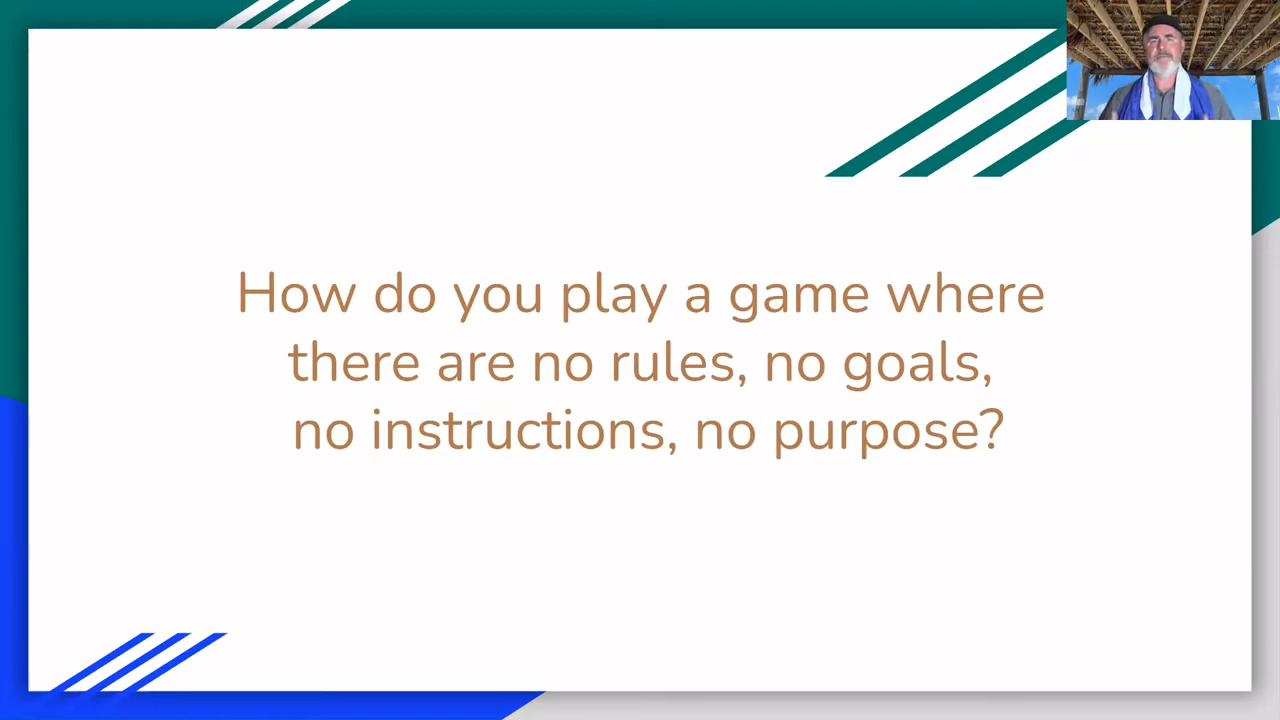 How do you play a game where
there are no rules, no goals,
no instructions, no purpose?